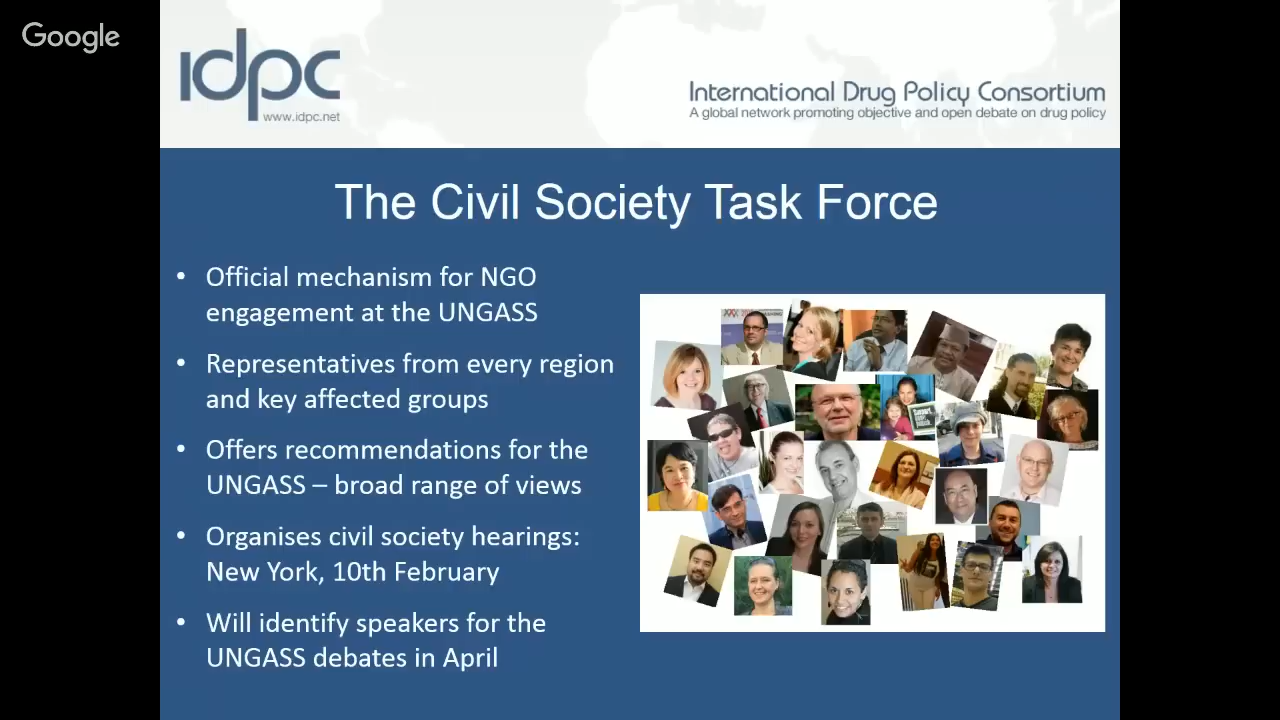 Google
idpc
www.idpc.net
International Drug Policy Consortium
A global network promoting objective and open debate on drug policy
The Civil Society Task Force
• Official mechanism for NGO
engagement at the UNGASS
• Representatives from every region
and key affected groups
• Offers recommendations for the
UNGASS – broad range of views
• Organises civil society hearings:
New York, 10th February
• Will identify speakers for the
UNGASS debates in April